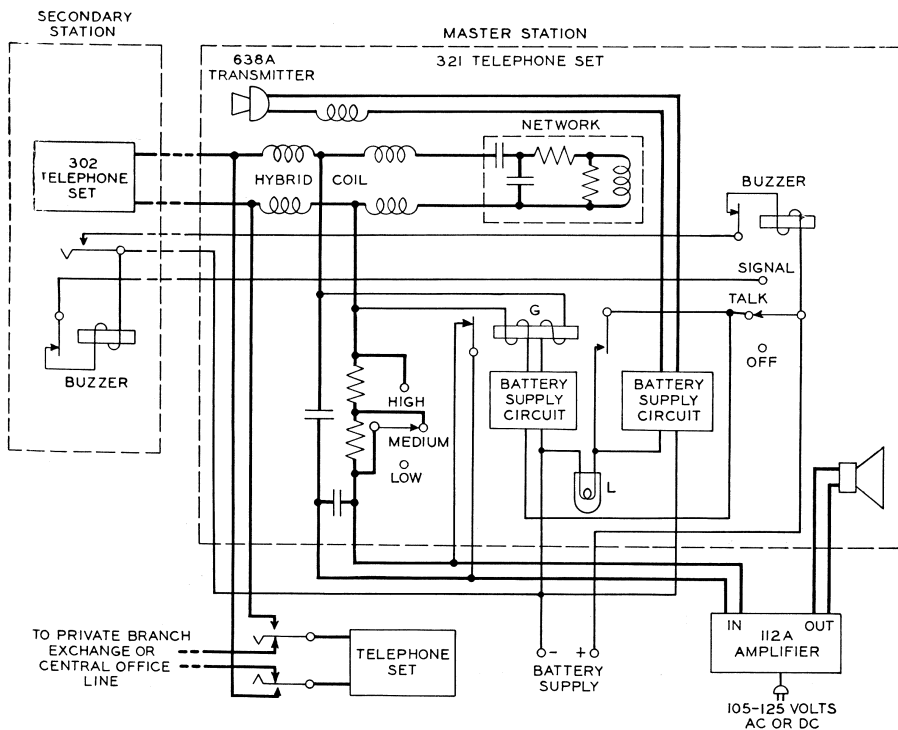 SECONDARY
STATION
MASTER STATION
321 TELEPHONE SET
638A
TRANSMITTER
NETWORK
302
TELEPHONE
SET
HYBRID COIL
BUZZER
SIGNAL
TALK
G
OFF
BUZZER
HIGH
BATTERY
SUPPLY
CIRCUIT
BATTERY
SUPPLY
CIRCUIT
MEDIUM
LOW
L
IN OUT
112A
AMPLIFIER
TO PRIVATE BRANCH
EXCHANGE OR
CENTRAL OFFICE
LINE
TELEPHONE
SET
- +
BATTERY
SUPPLY
105-125 VOLTS
AC OR DC